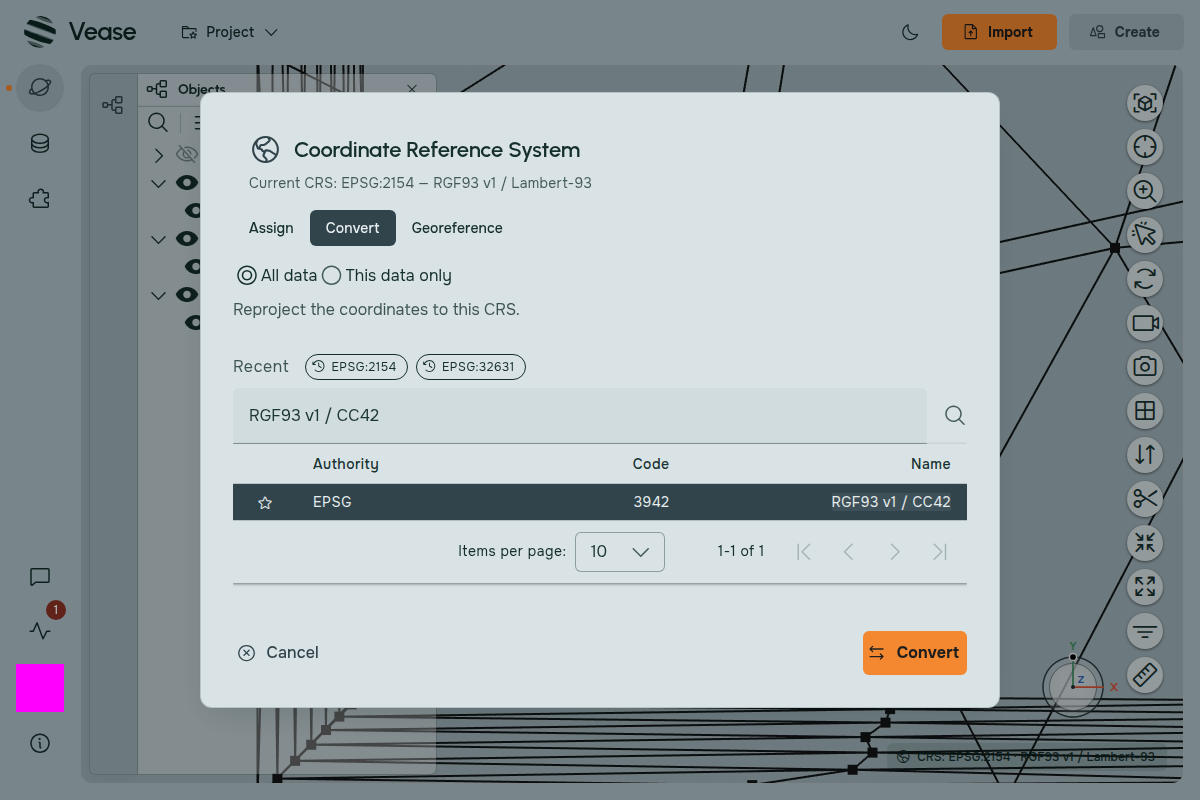 Vease
Project
Import
Create
Objects
Coordinate Reference System
Current CRS: EPSG:2154 — RGF93 v1 / Lambert-93
Assign
Convert
Georeference
All data
This data only
Reproject the coordinates to this CRS.
Recent
EPSG:2154
EPSG:32631
RGF93 v1 / CC42
Authority
Code
Name
EPSG
3942
RGF93 v1 / CC42
Items per page:
10
1-1 of 1
1
Cancel
Convert
Y
Z
X
CRS: EPSG:2154 · RGF93 v1 / Lambert-93